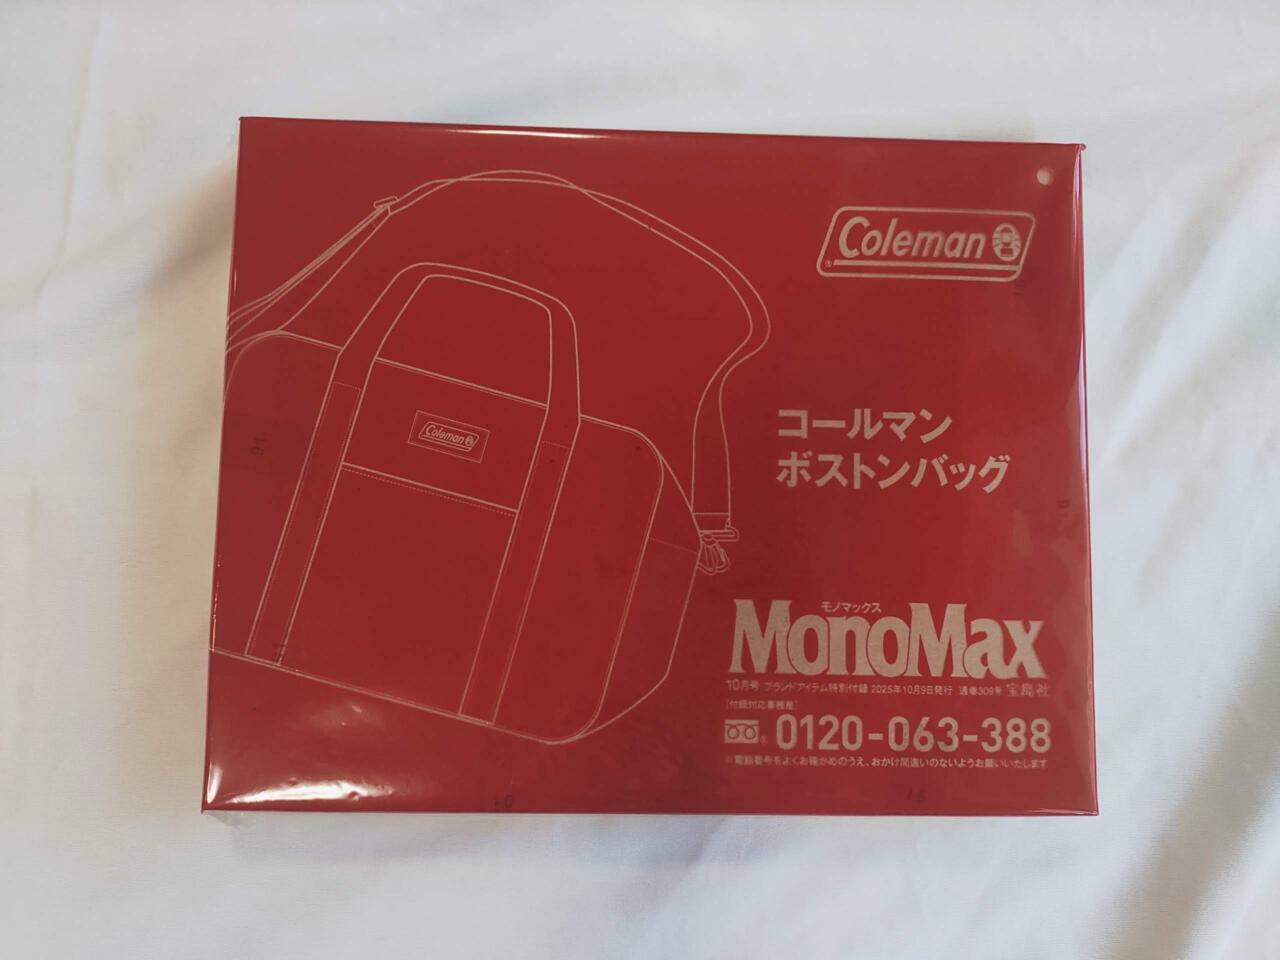 Coleman
Coleman
コールマン
ボストンバッグ
モノマックス
MonoMax
10月号 ブランドアイテム特別付録 2025年10月9日発行 通巻309号 宝島社
[付録対応事務局]
0120-063-388
※電話番号をよくお確かめのうえ、おかけ間違いのないようお願いいたします